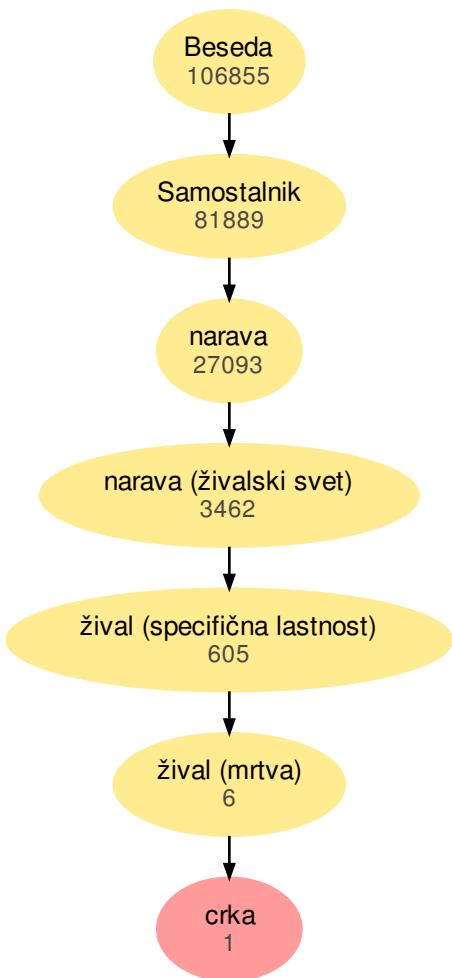 Beseda
106855
Samostalnik
81889
narava
27093
narava (živalski svet)
3462
žival (specifična lastnost)
605
žival (mrtva)
6
crka
1